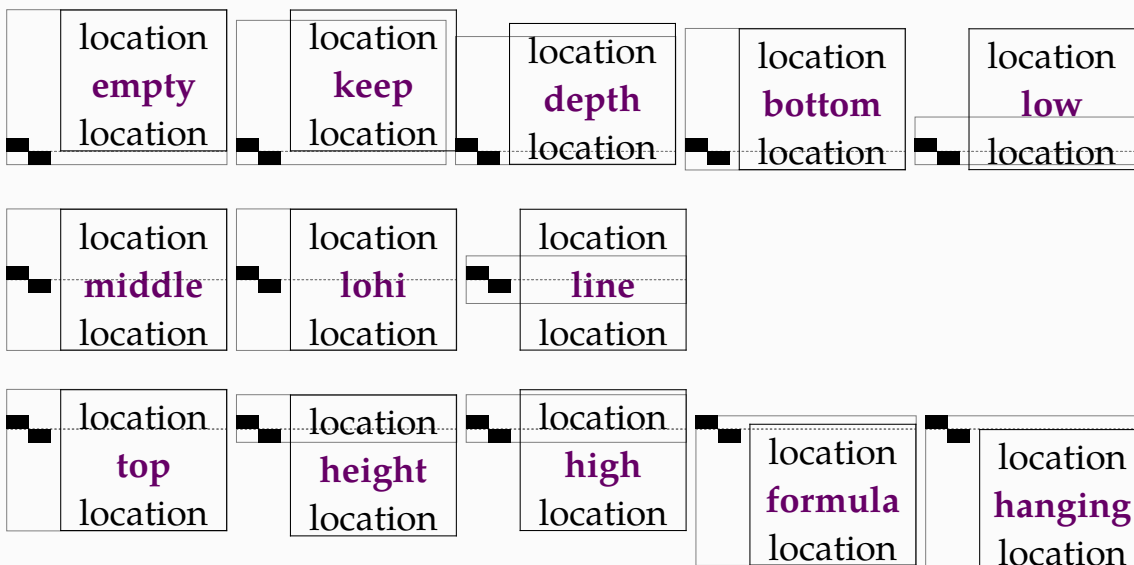 location
empty
location
location
keep
location
location
depth
location
location
bottom
location
location
low
location
location
middle
location
location
lohi
location
location
line
location
location
top
location
location
height
location
location
high
location
location
formula
location
location
hanging
location